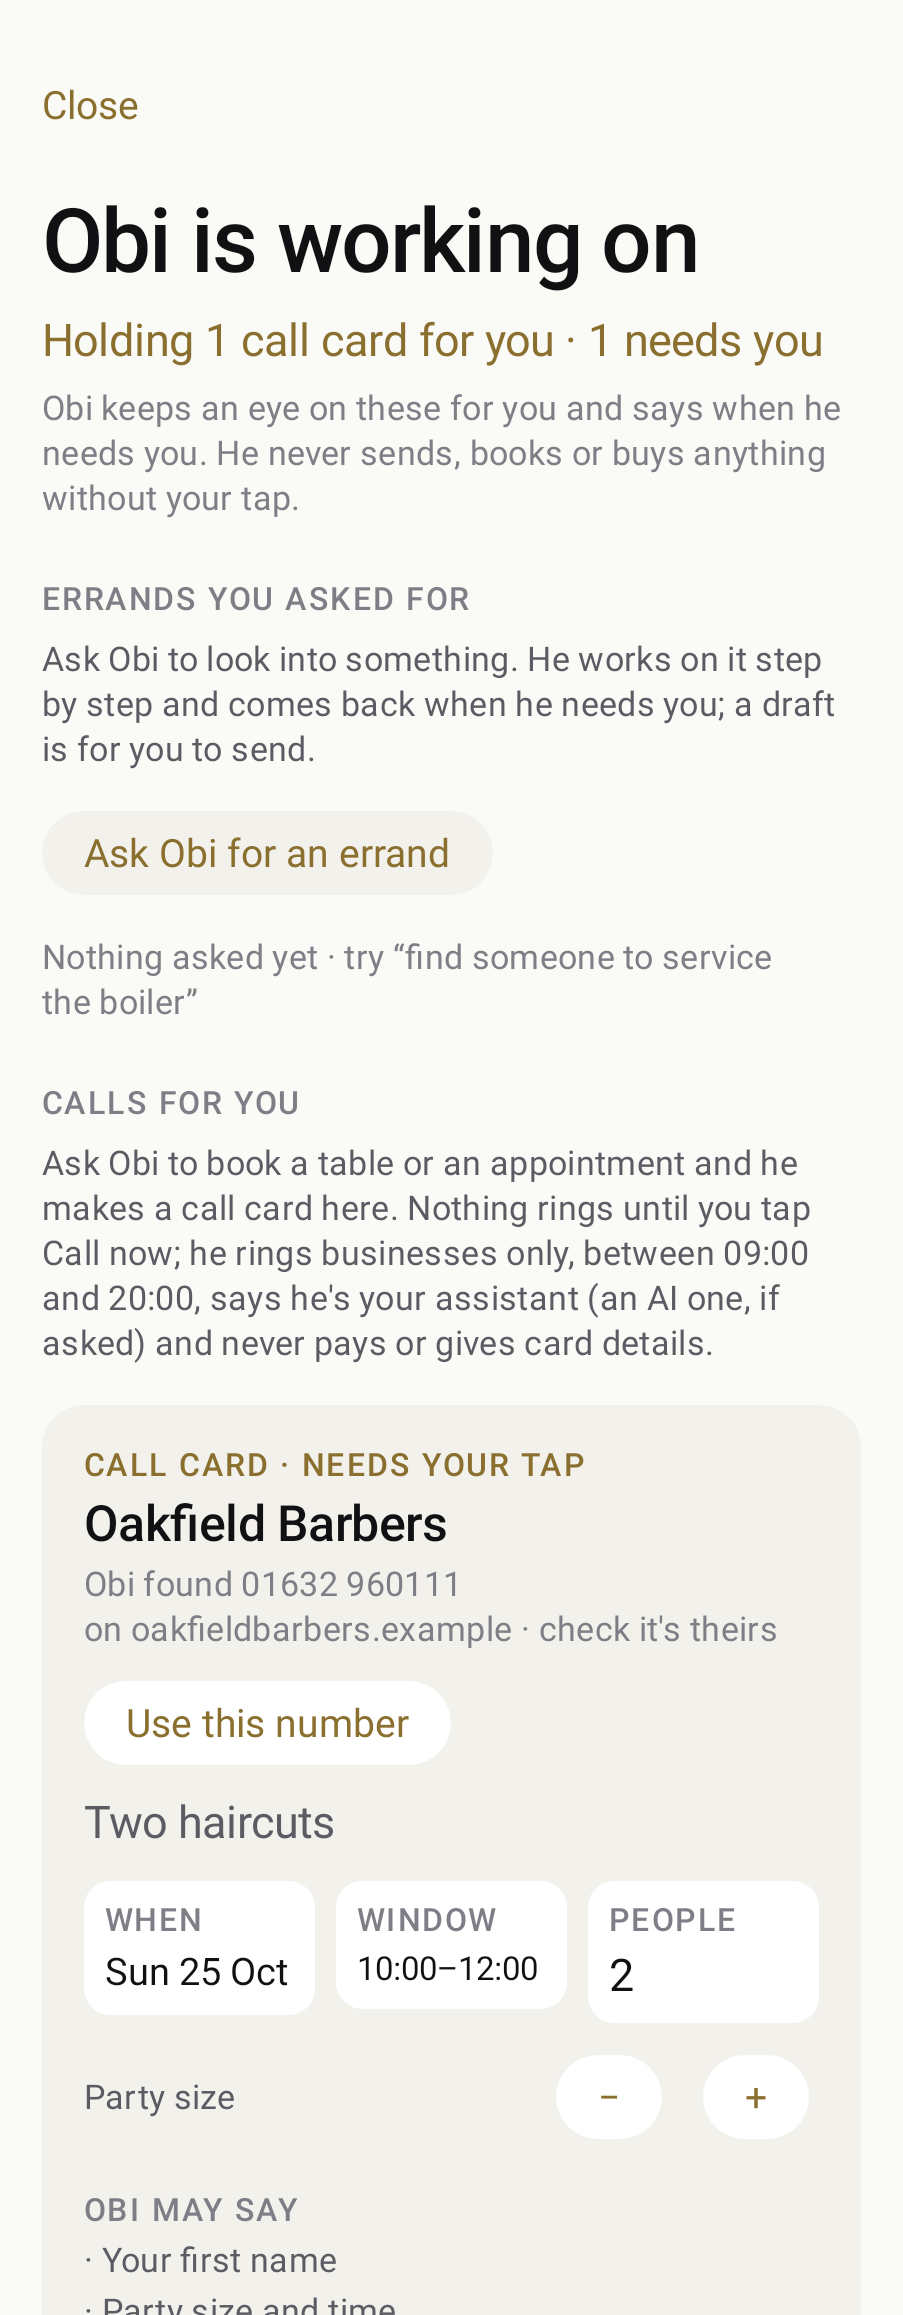 Close
Obi is working on
Holding 1 call card for you · 1 needs you
Obi keeps an eye on these for you and says when he
needs you. He never sends, books or buys anything
without your tap.
ERRANDS YOU ASKED FOR
Ask Obi to look into something. He works on it step
by step and comes back when he needs you; a draft
is for you to send.
Ask Obi for an errand
Nothing asked yet · try “find someone to service
the boiler”
CALLS FOR YOU
Ask Obi to book a table or an appointment and he
makes a call card here. Nothing rings until you tap
Call now; he rings businesses only, between 09:00
and 20:00, says he's your assistant (an AI one, if
asked) and never pays or gives card details.
CALL CARD · NEEDS YOUR TAP
Oakfield Barbers
Obi found 01632 960111
on oakfieldbarbers.example · check it's theirs
Use this number
Two haircuts
WHEN
Sun 25 Oct
WINDOW
10:00–12:00
PEOPLE
2
Party size
−
+
OBI MAY SAY
· Your first name
· Party size and time